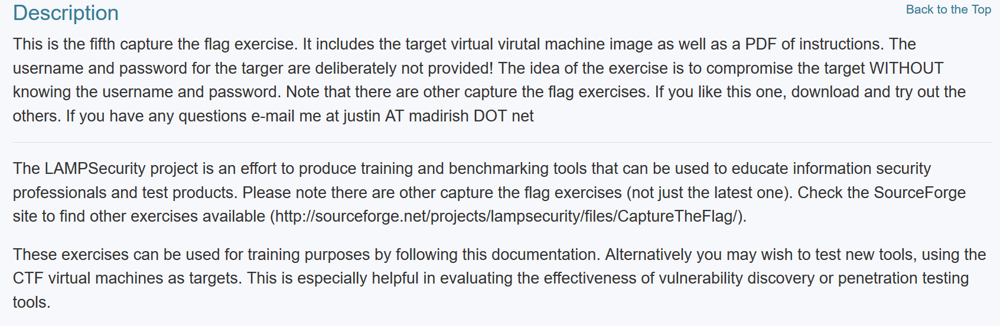 Description
Back to the Top
This is the fifth capture the flag exercise. It includes the target virtual virutal machine image as well as a PDF of instructions. The
username and password for the targer are deliberately not provided! The idea of the exercise is to compromise the target WITHOUT
knowing the username and password. Note that there are other capture the flag exercises. If you like this one, download and try out the
others. If you have any questions e-mail me at justin AT madirish DOT net
The LAMPSecurity project is an effort to produce training and benchmarking tools that can be used to educate information security
professionals and test products. Please note there are other capture the flag exercises (not just the latest one). Check the SourceForge
site to find other exercises available (http://sourceforge.net/projects/lampsecurity/files/CaptureTheFlag/).
These exercises can be used for training purposes by following this documentation. Alternatively you may wish to test new tools, using the
CTF virtual machines as targets. This is especially helpful in evaluating the effectiveness of vulnerability discovery or penetration testing
tools.